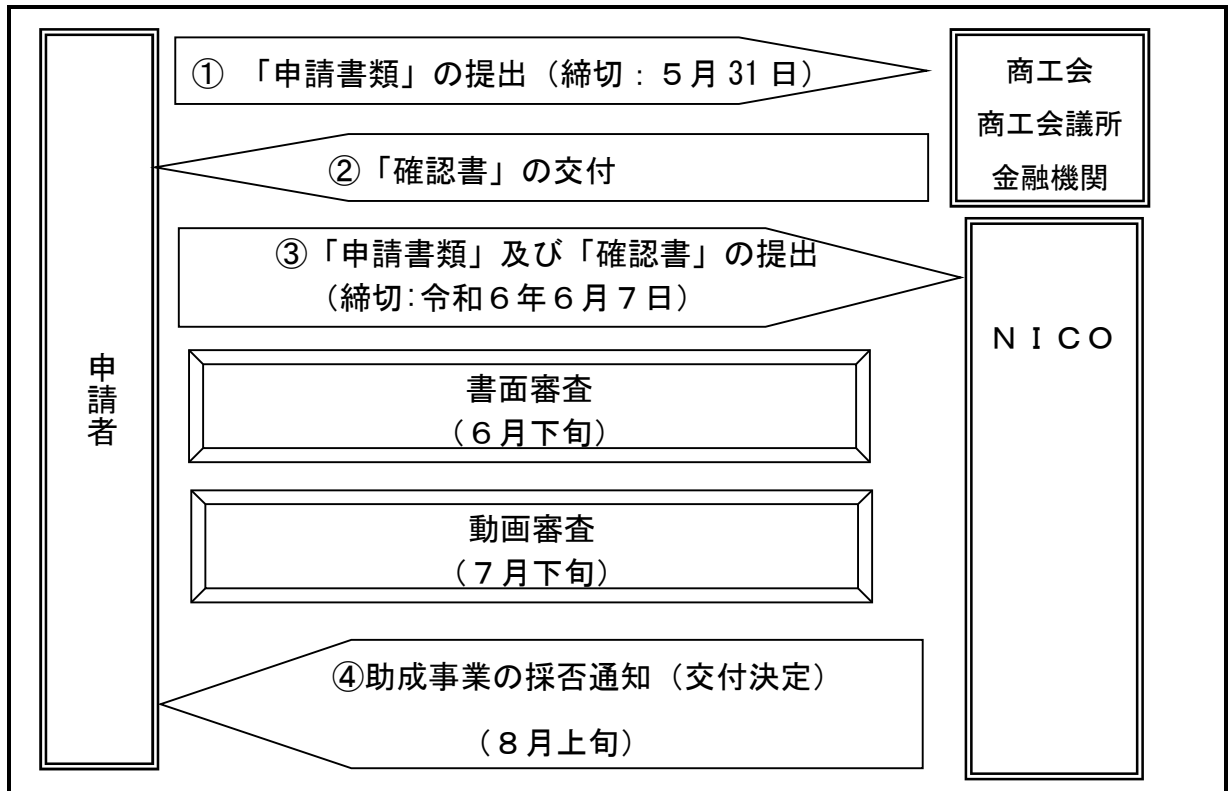 ① 「申請書類」の提出（締切：５月31日）
商工会
商工会議所
金融機関
②「確認書」の交付
③「申請書類」及び「確認書」の提出
（締切:令和６年６月７日）
ＮＩＣＯ
申請者
書面審査
（６月下旬）
動画審査
（７月下旬）
④助成事業の採否通知（交付決定）
（８月上旬）